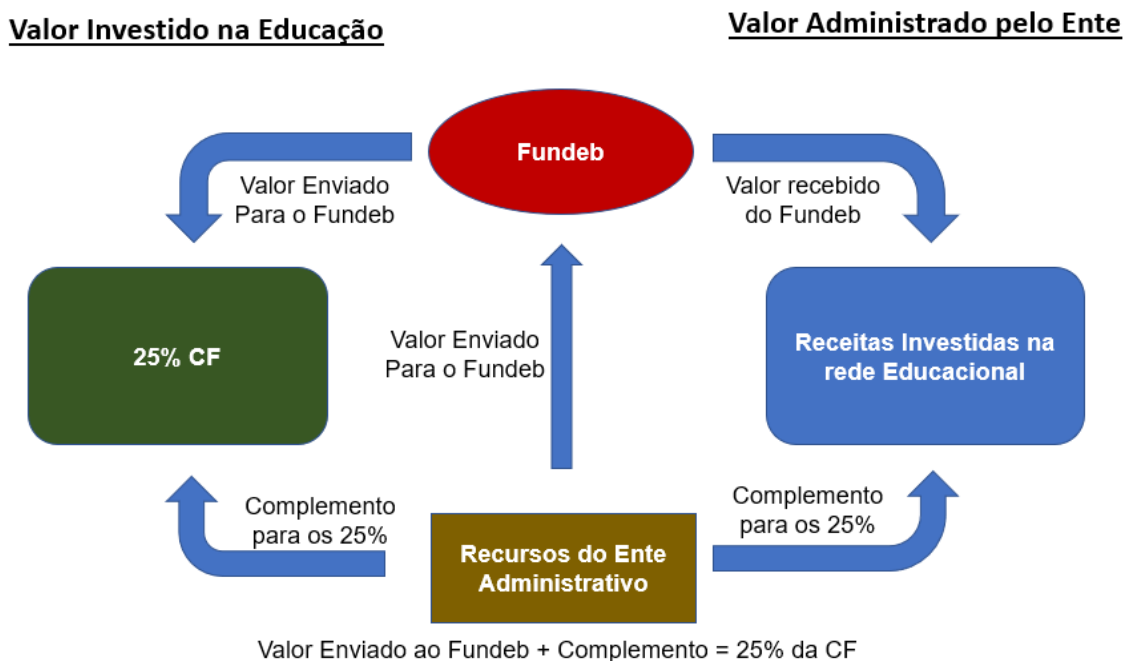 Valor Investido na Educação
Valor Administrado pelo Ente
Fundeb
Valor Enviado
Para o Fundeb
Valor recebido
do Fundeb
25% CF
Valor Enviado
Para o Fundeb
Receitas Investidas na
rede Educacional
Complemento
para os 25%
Recursos do Ente
Administrativo
Complemento
para os 25%
Valor Enviado ao Fundeb + Complemento = 25% da CF